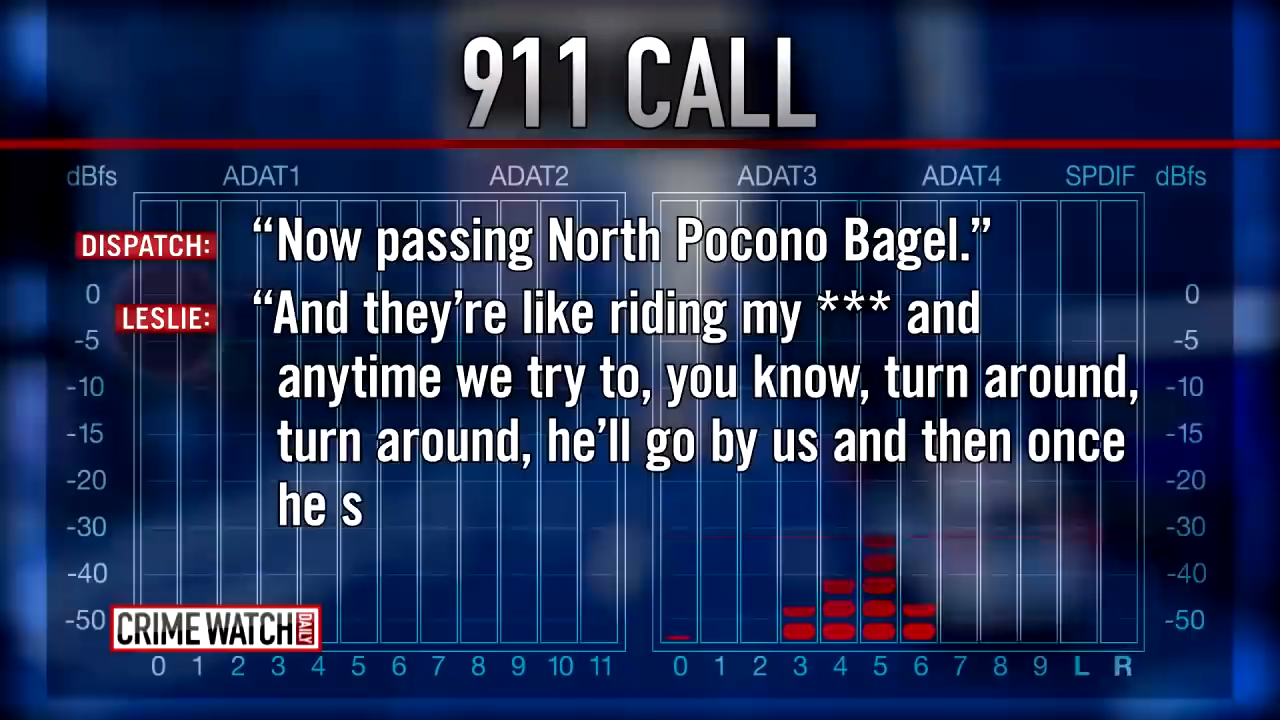 911 CALL
dBfs ADAT1 ADAT2 ADAT3 ADAT4 SPDIF dBfs
DISPATCH: “Now passing North Pocono Bagel.”
0 0
LESLIE: “And they’re like riding my *** and
-5 -5
anytime we try to, you know, turn around,
-10 -10
-15 -15
turn around, he’ll go by us and then once
-20 -20
he s
-30 -30
-40 -40
-50 -50
CRIME WATCH DAILY
0 1 2 3 4 5 6 7 8 9 10 11 0 1 2 3 4 5 6 7 8 9 L R